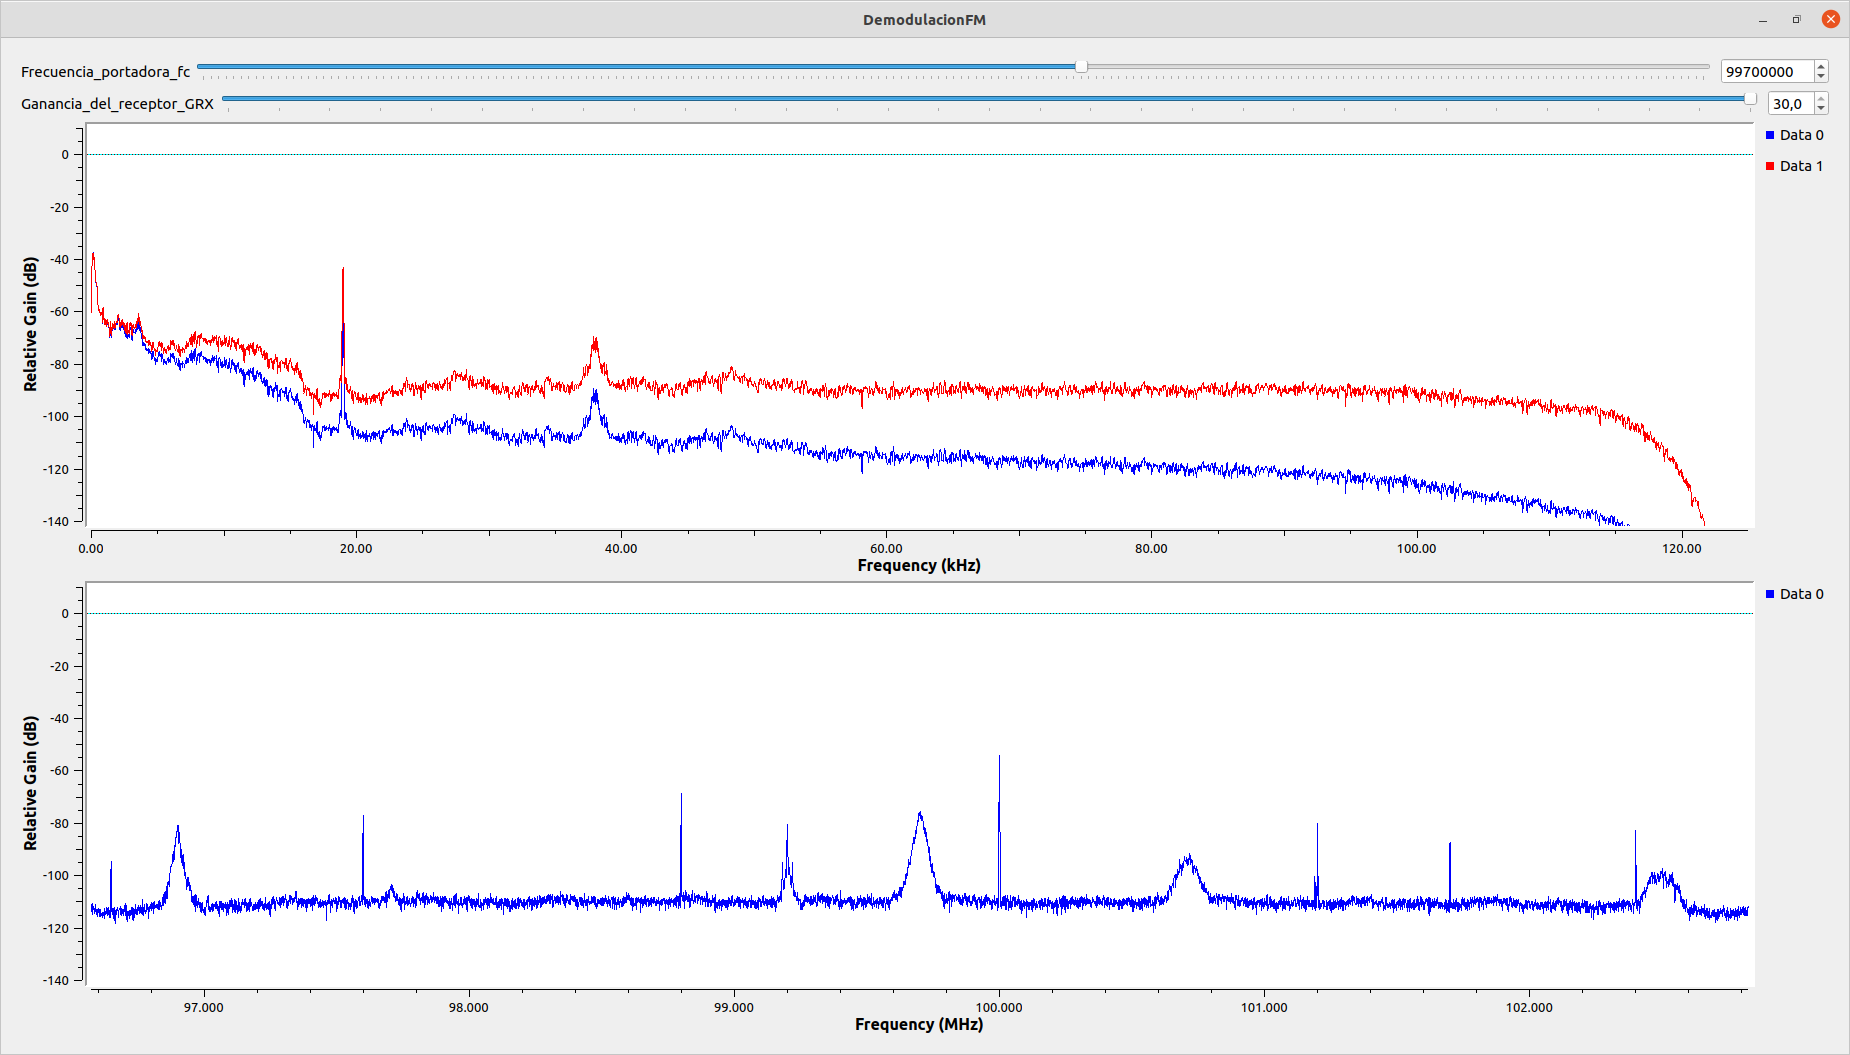 DemodulacionFM
Frecuencia_portadora_fc 99700000
Ganancia_del_receptor_GRX 30,0
Data 0
Data 1
Relative Gain (dB)
0
-20
-40
-60
-80
-100
-120
-140
0.00 20.00 40.00 60.00 80.00 100.00 120.00
Frequency (kHz)
Data 0
Relative Gain (dB)
0
-20
-40
-60
-80
-100
-120
-140
97.000 98.000 99.000 100.000 101.000 102.000
Frequency (MHz)